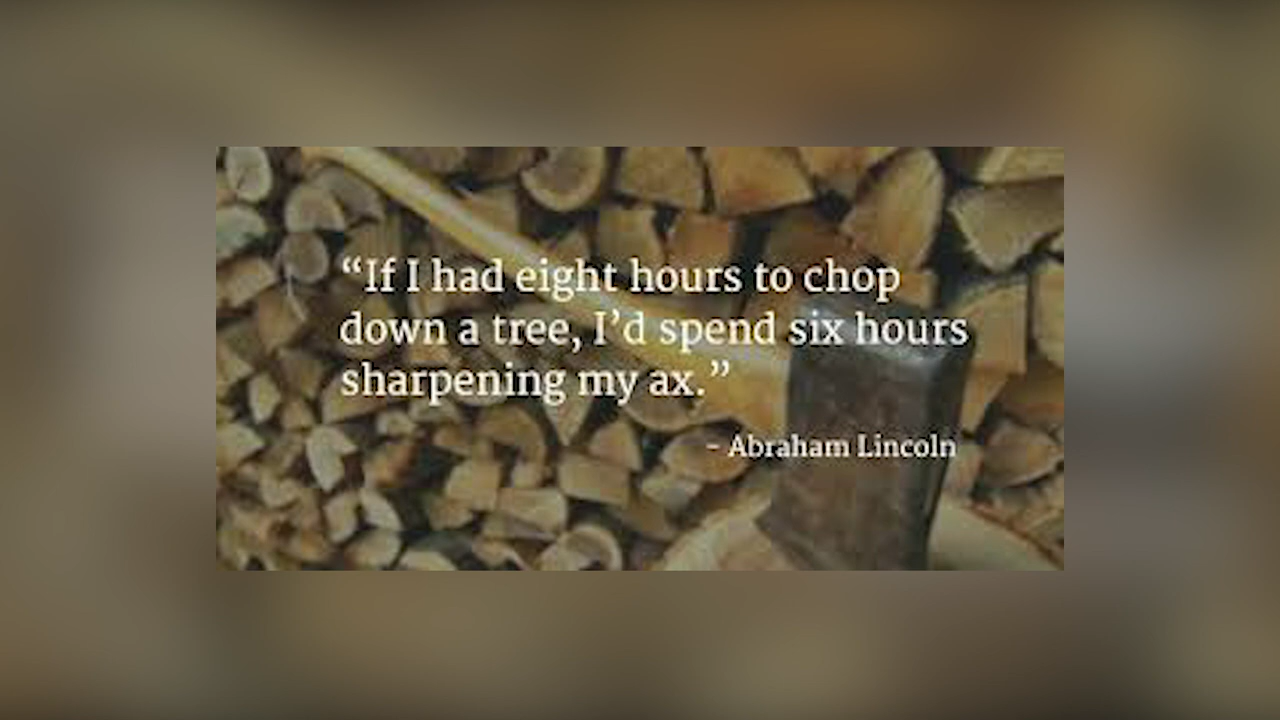 “If I had eight hours to chop
down a tree, I’d spend six hours
sharpening my ax.”
- Abraham Lincoln